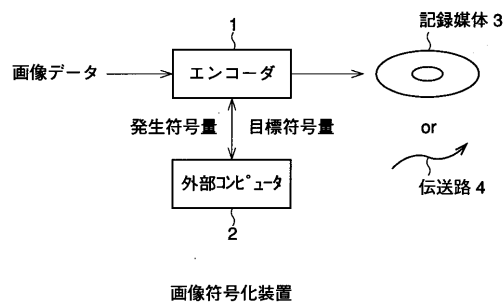 1
記録媒体 3
画像データ
エンコーダ
発生符号量
目標符号量
or
外部コンピュータ
伝送路 4
2
画像符号化装置